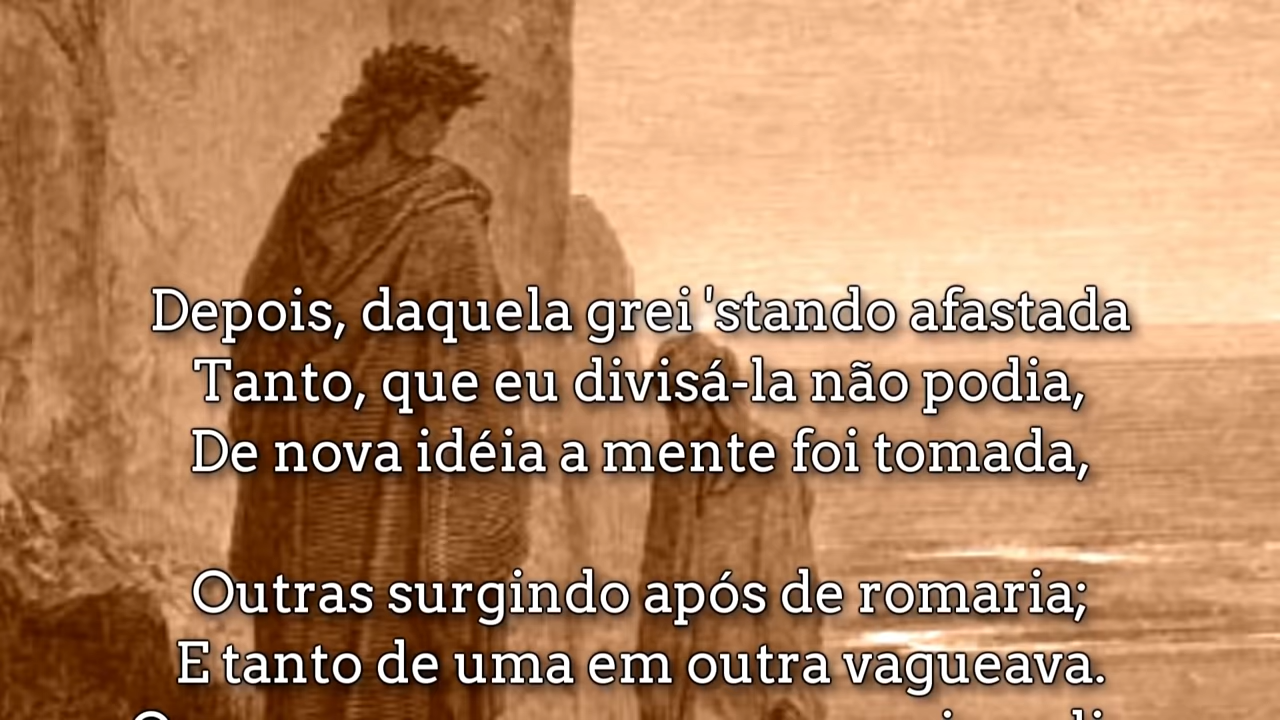 Depois, daquela grei 'stando afastada
Tanto, que eu divisá-la não podia,
De nova idéia a mente foi tomada,
Outras surgindo após de romaria;
E tanto de uma em outra vagueava.